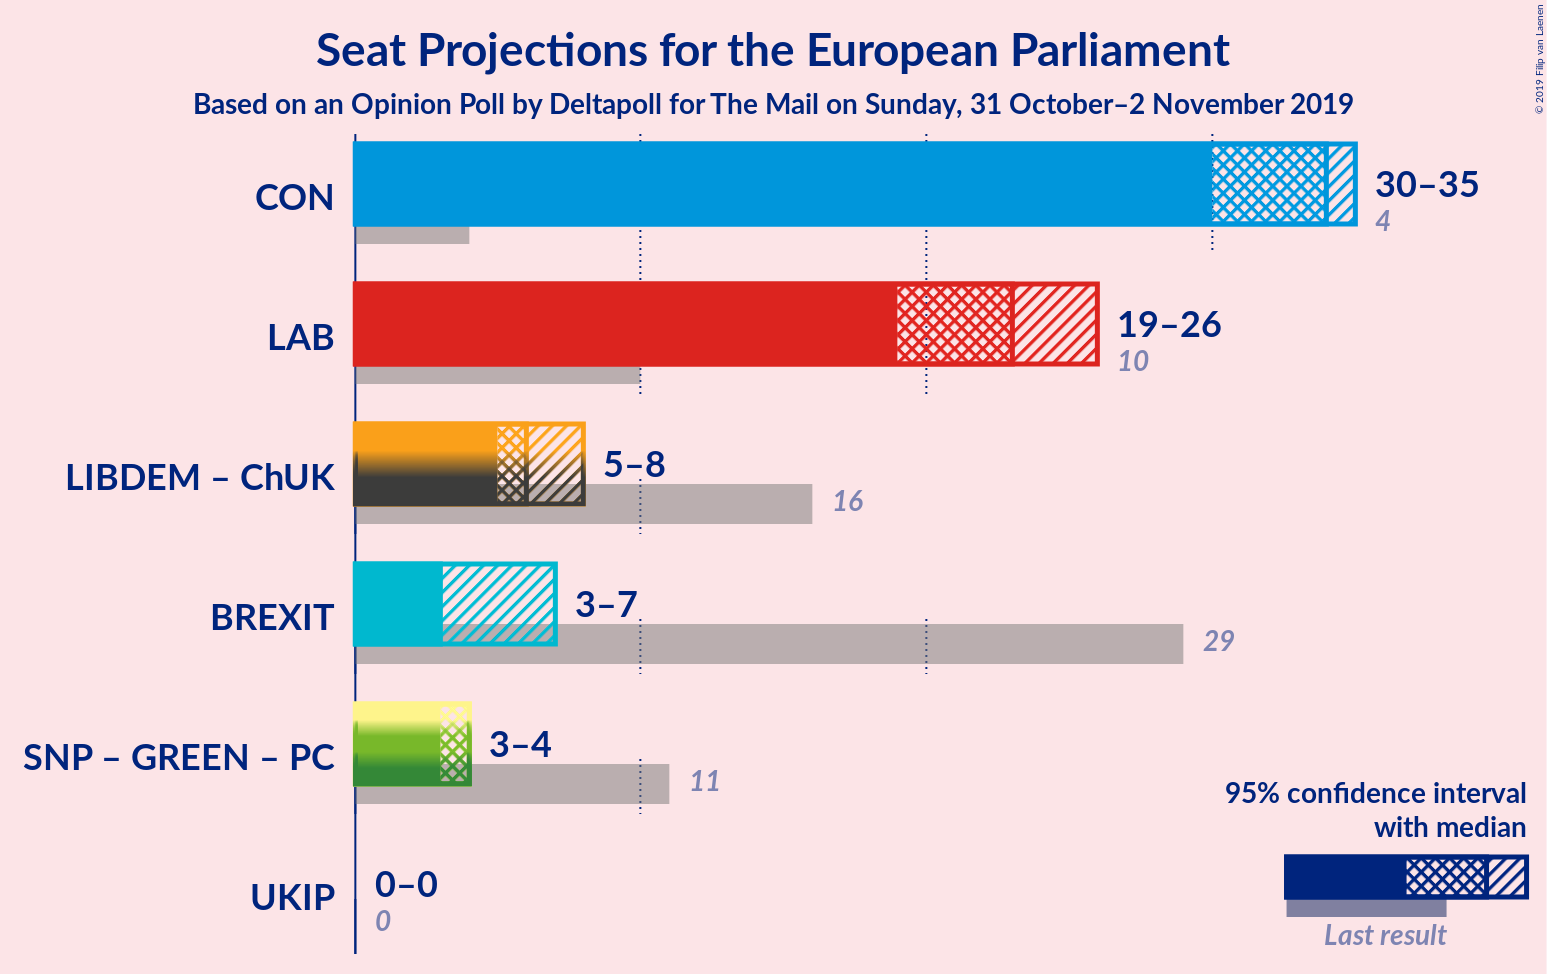 Seat Projections for the European Parliament
Based on an Opinion Poll by Deltapoll for The Mail on Sunday, 31 October–2 November 2019
© 2019 Filip van Laenen
CON
30–35
4
LAB
19–26
10
LIBDEM – ChUK
5–8
16
BREXIT
3–7
29
SNP – GREEN – PC
3–4
11
UKIP
0–0
0
95% confidence interval
with median
Last result